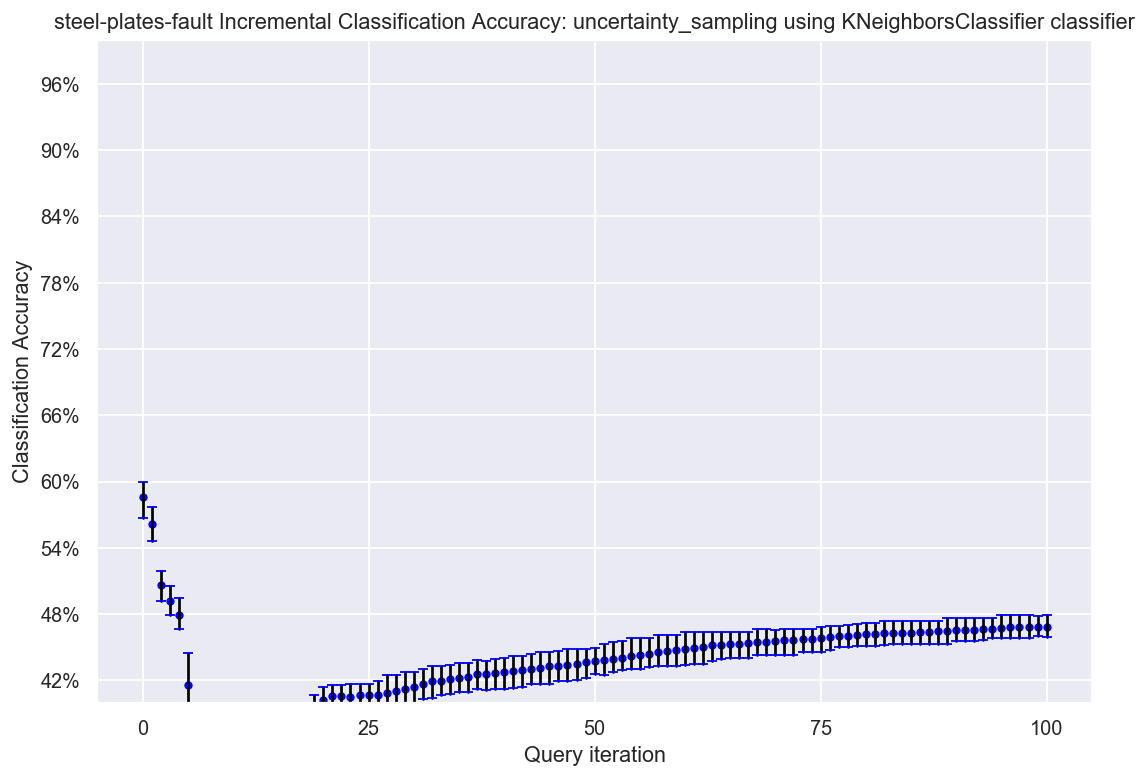 steel-plates-fault Incremental Classification Accuracy: uncertainty_sampling using KNeighborsClassifier classifier
96%
90%
84%
78%
72%
66%
60%
54%
48%
42%
Classification Accuracy
0 25 50 75 100
Query iteration